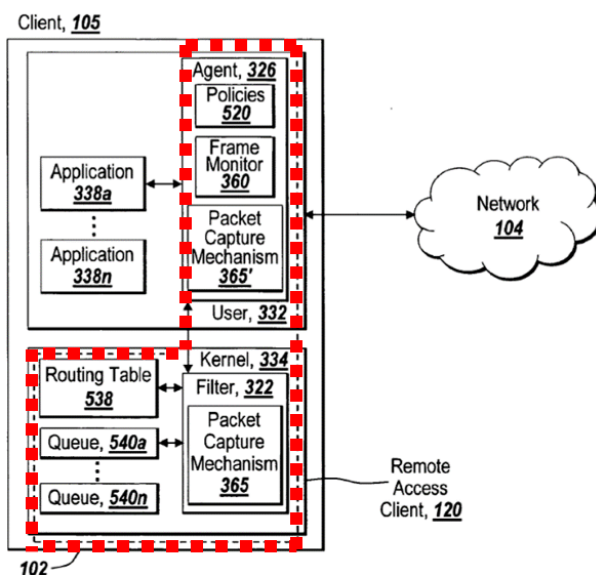 Client, 105
Agent, 326
Policies
520
Frame
Monitor
360
Application
338a
Packet
Capture
Mechanism
365'
Application
338n
User, 332
Network
104
Kernel, 334
Routing Table
538
Filter, 322
Packet
Capture
Mechanism
365
Queue, 540a
Queue, 540n
Remote
Access
Client, 120
102